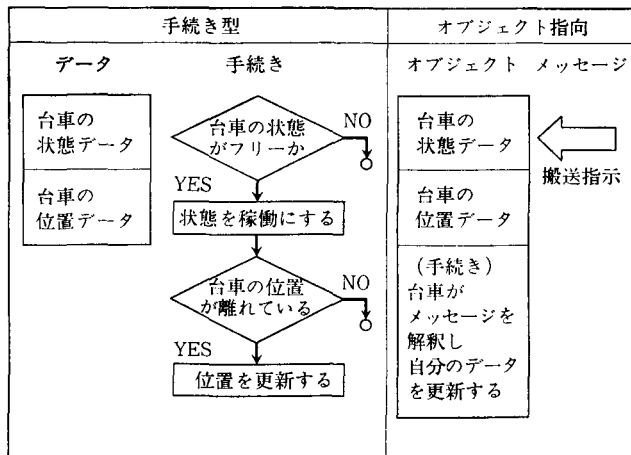 手続き型
オブジェクト指向
データ
手続き
オブジェクト メッセージ
台車の
状態データ
台車の
位置データ
台車の状態
がフリーか
NO
YES
状態を稼働にする
台車の位置
が離れている
NO
YES
位置を更新する
台車の
状態データ
搬送指示
台車の
位置データ
(手続き)
台車が
メッセージを
解釈し
自分のデータ
を更新する